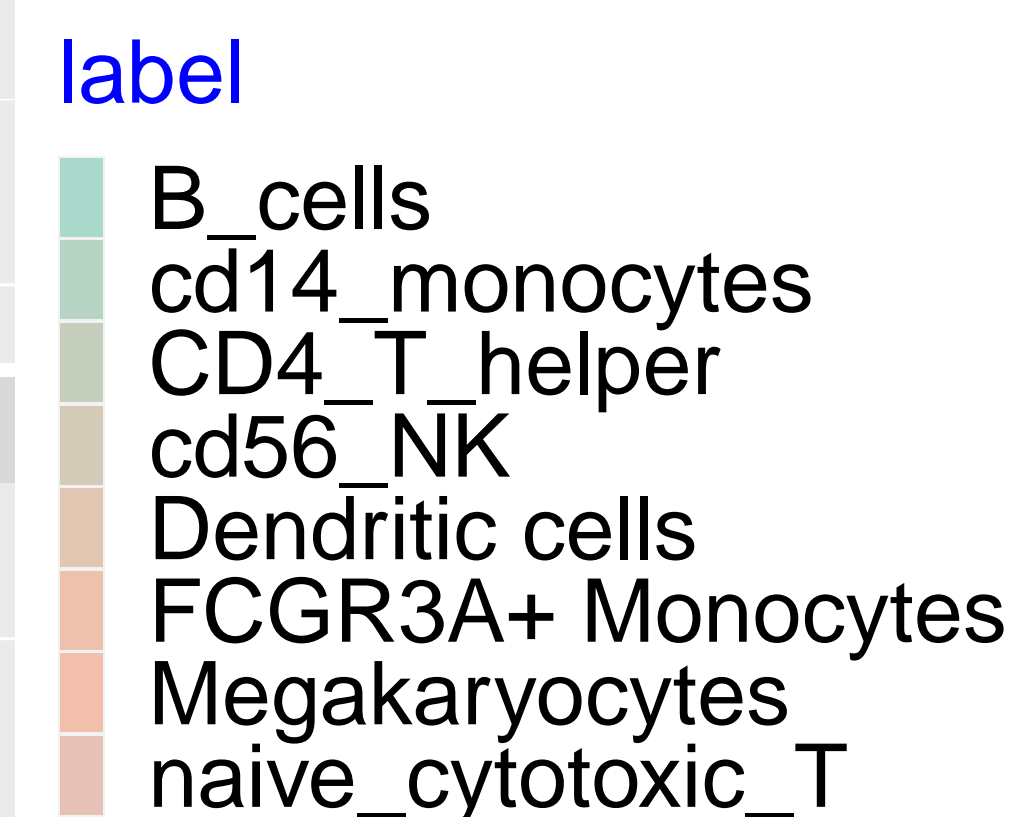 label
B_cells
cd14_monocytes
CD4_T_helper
cd56_NK
Dendritic cells
FCGR3A+ Monocytes
Megakaryocytes
naive_cytotoxic_T